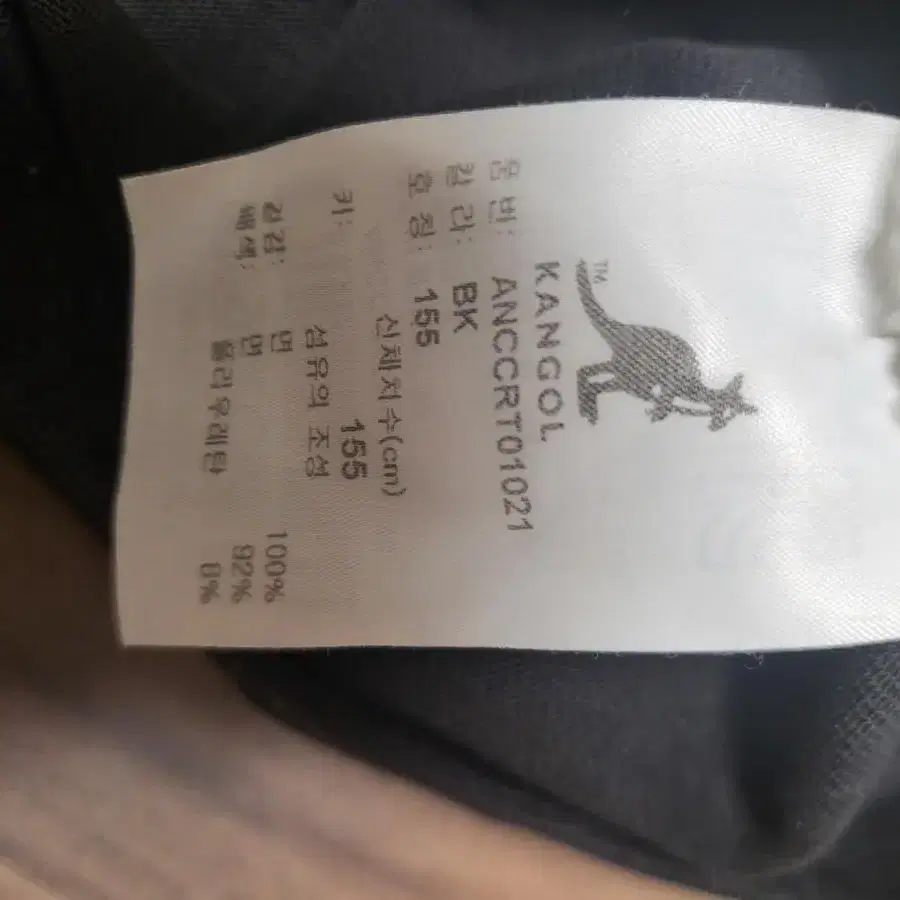 TM
KANGOL
품 번: ANCCRT01021
칼 라: BK
호 칭: 155
신체치수(cm)
키: 155
섬유의 조성
겉감: 면 100%
배색: 면 92%
폴리우레탄 8%